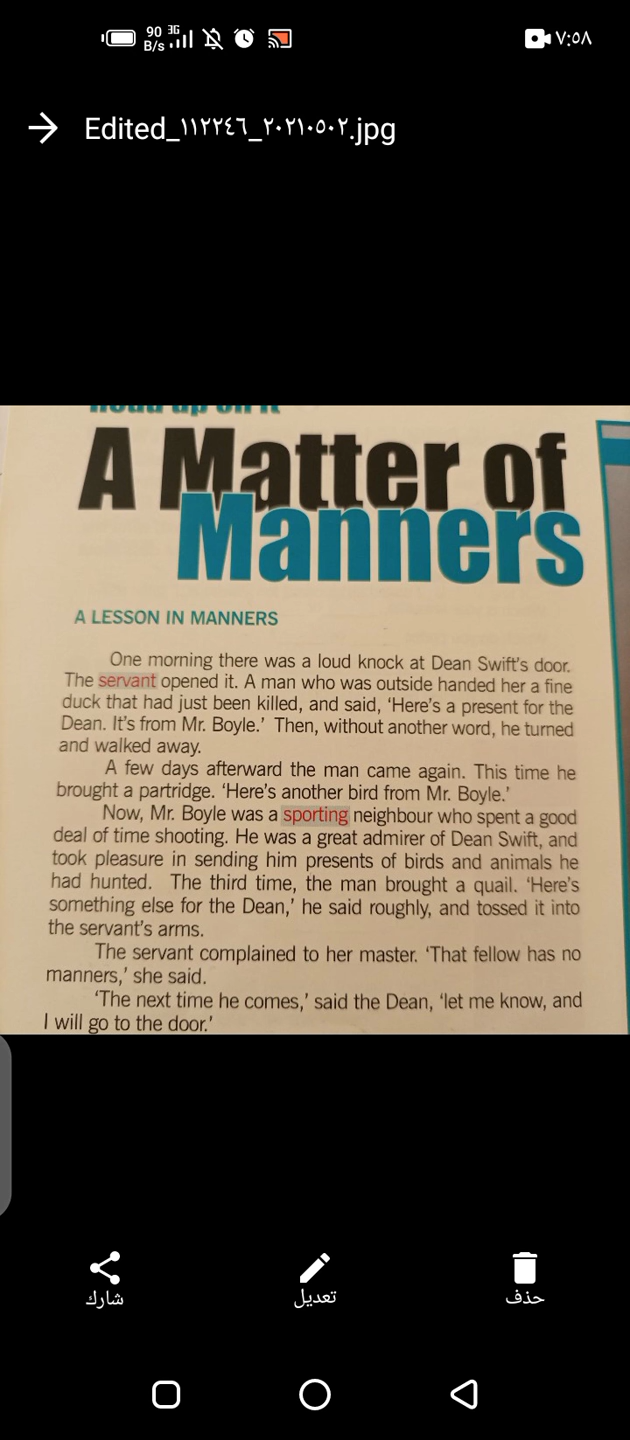 90 B/s 3G
٧:٥٨
Edited_١١٢٢٤٦_٢٠٢١٠٥٠٢.jpg
A Matter of
Manners
A LESSON IN MANNERS
One morning there was a loud knock at Dean Swift's door.
The servant opened it. A man who was outside handed her a fine
duck that had just been killed, and said, ‘Here's a present for the
Dean. It's from Mr. Boyle.’ Then, without another word, he turned
and walked away.
A few days afterward the man came again. This time he
brought a partridge. ‘Here's another bird from Mr. Boyle.’
Now, Mr. Boyle was a sporting neighbour who spent a good
deal of time shooting. He was a great admirer of Dean Swift, and
took pleasure in sending him presents of birds and animals he
had hunted. The third time, the man brought a quail. ‘Here's
something else for the Dean,’ he said roughly, and tossed it into
the servant's arms.
The servant complained to her master. ‘That fellow has no
manners,’ she said.
‘The next time he comes,’ said the Dean, ‘let me know, and
I will go to the door.’
شارك
تعديل
حذف